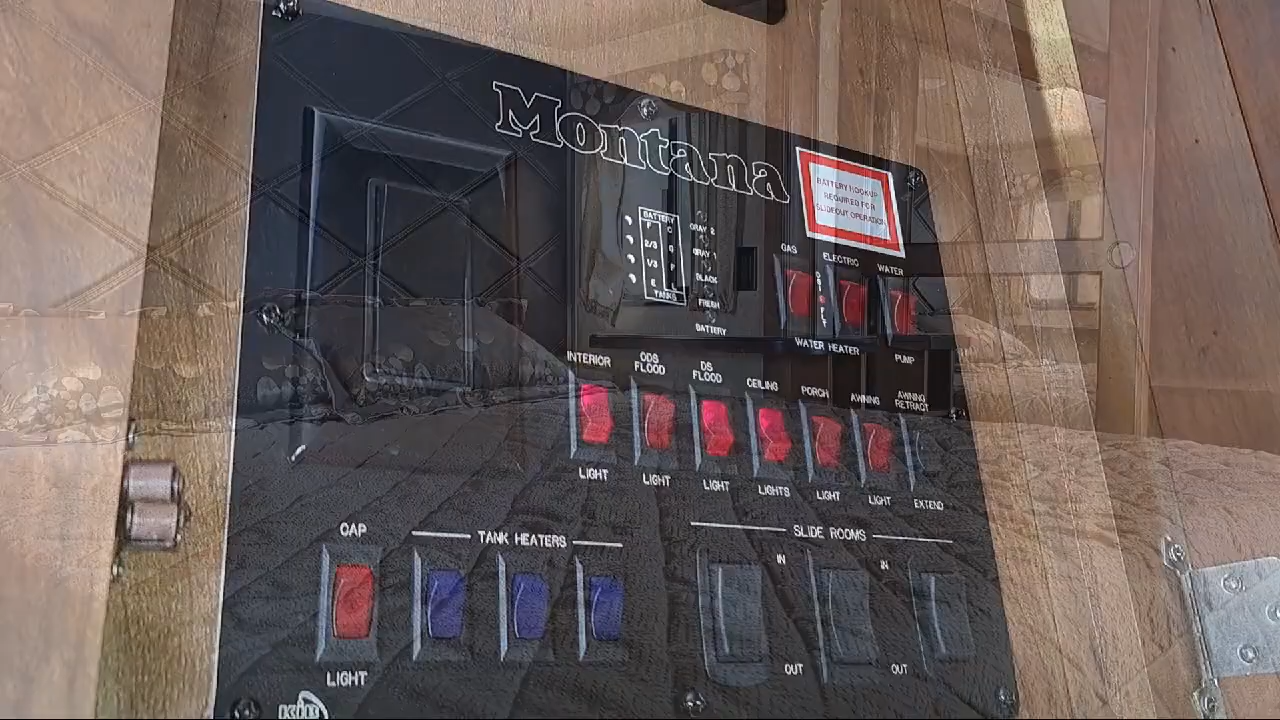 Montana
BATTERY HOOKUP
REQUIRED FOR
SLIDEOUT OPERATION
BATTERY
F C
2/3 G
1/3 F
E
TANKS
GRAY 2
GRAY 1
BLACK
FRESH
BATTERY
GAS
ELECTRIC
WATER
WATER HEATER
PUMP
INTERIOR
LIGHT
ODS
FLOOD
LIGHT
DS
FLOOD
LIGHT
CEILING
LIGHTS
PORCH
LIGHT
AWNING
LIGHT
AWNING
RETRACT
EXTEND
CAP
LIGHT
TANK HEATERS
SLIDE ROOMS
IN
OUT
IN
OUT
KIB